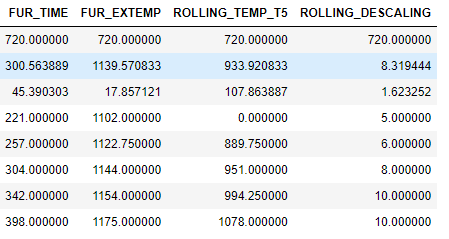 FUR_TIME FUR_EXTEMP ROLLING_TEMP_T5 ROLLING_DESCALING
720.000000 720.000000 720.000000 720.000000
300.563889 1139.570833 933.920833 8.319444
45.390303 17.857121 107.863887 1.623252
221.000000 1102.000000 0.000000 5.000000
257.000000 1122.750000 889.750000 6.000000
304.000000 1144.000000 951.000000 8.000000
342.000000 1154.000000 994.250000 10.000000
398.000000 1175.000000 1078.000000 10.000000